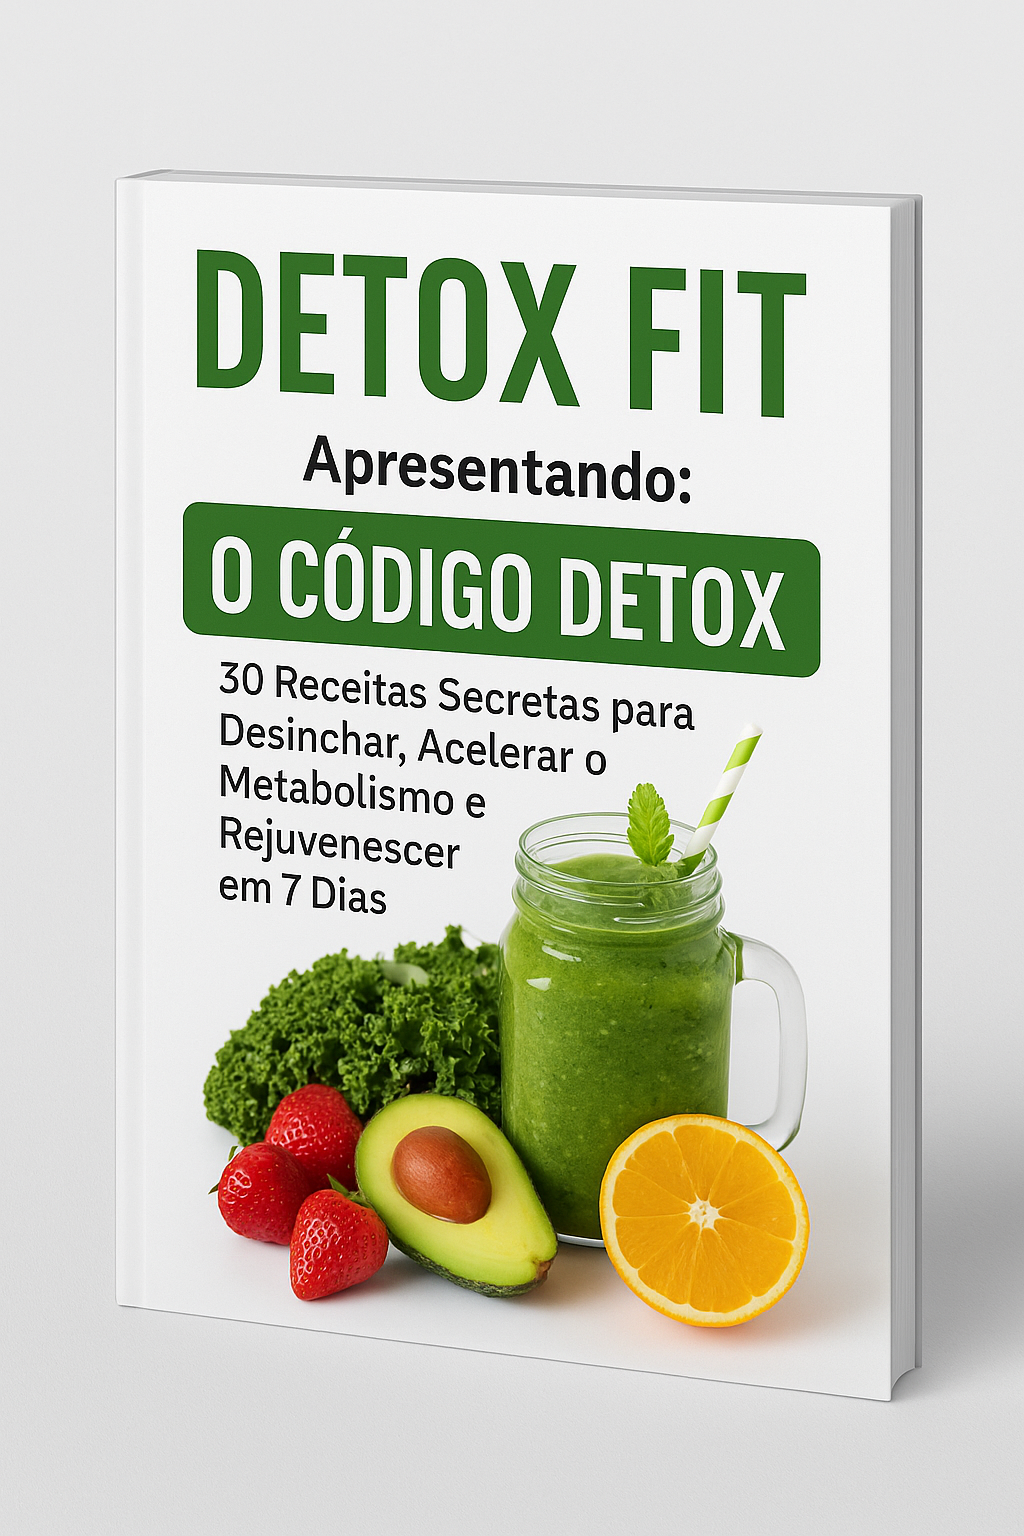 DETOX FIT
Apresentando:
O CÓDIGO DETOX
30 Receitas Secretas para
Desinchar, Acelerar o
Metabolismo e
Rejuvenescer
em 7 Dias